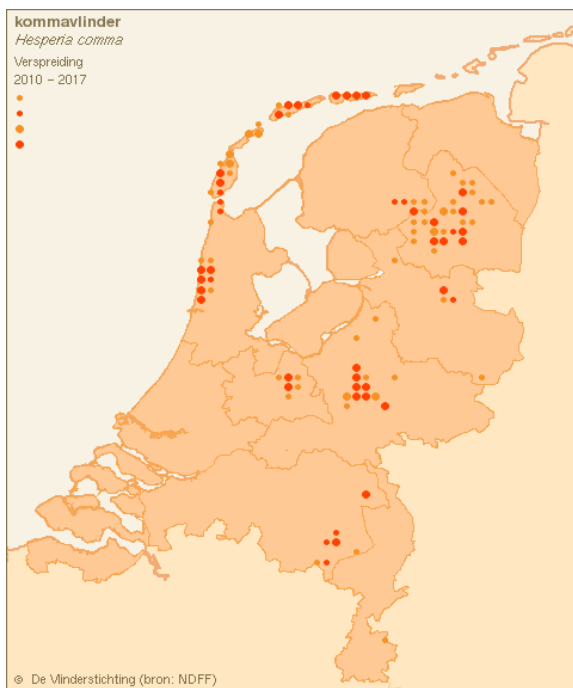 kommavlinder
Hesperia comma
Verspreiding
2010 – 2017
© De Vlinderstichting (bron: NDFF)